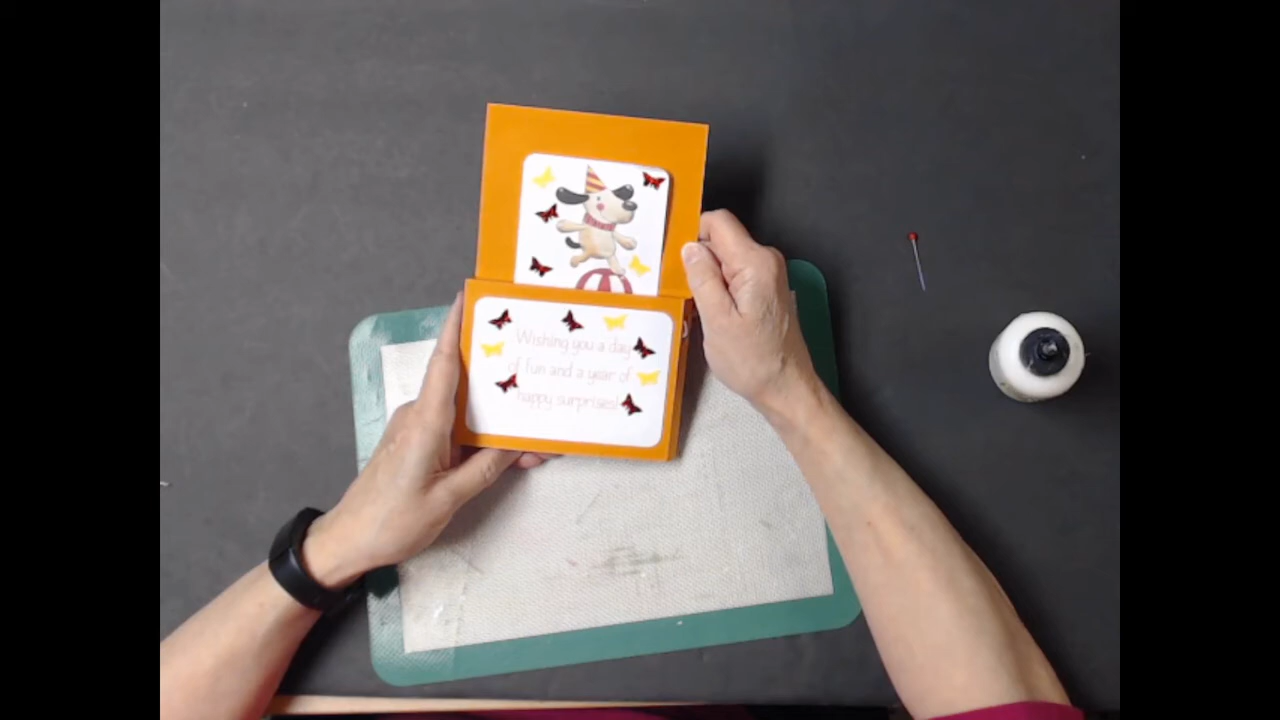 Wishing you a day
of fun and a year of
happy surprises!